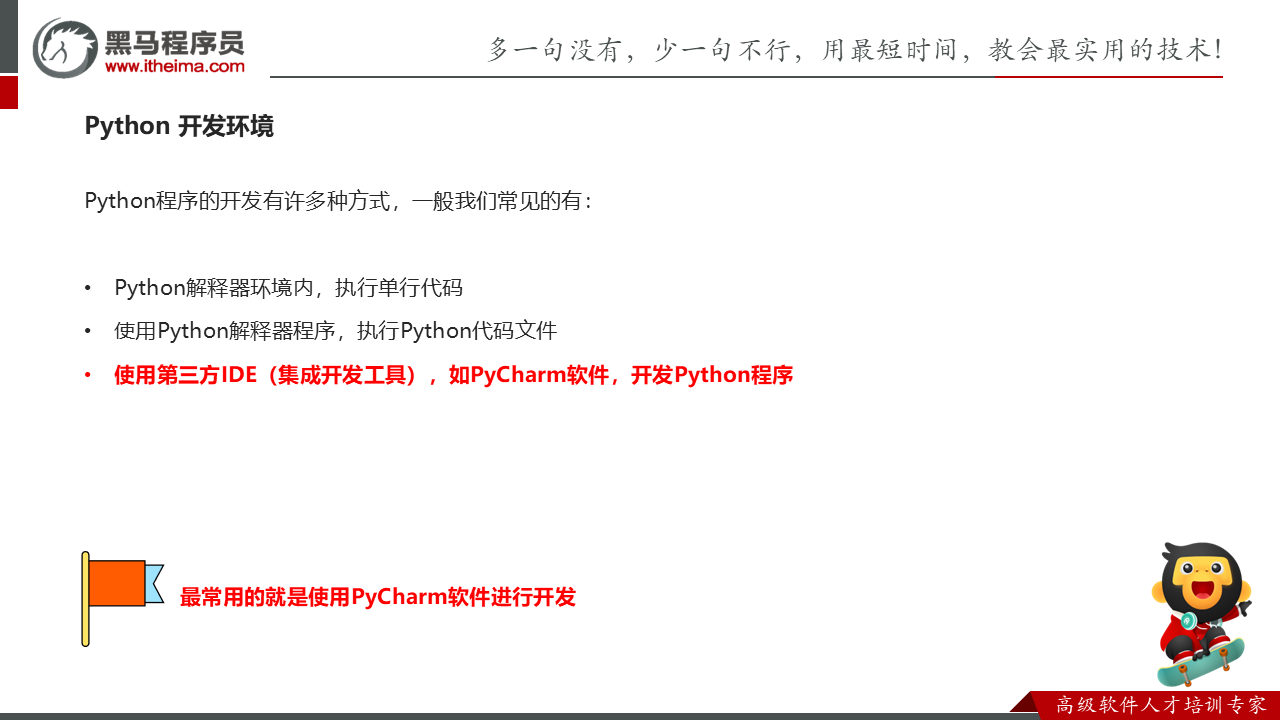 黑马程序员
www.itheima.com
多一句没有，少一句不行，用最短时间，教会最实用的技术！
Python 开发环境
Python程序的开发有许多种方式，一般我们常见的有：
• Python解释器环境内，执行单行代码
• 使用Python解释器程序，执行Python代码文件
• 使用第三方IDE（集成开发工具），如PyCharm软件，开发Python程序
最常用的就是使用PyCharm软件进行开发
高级软件人才培训专家